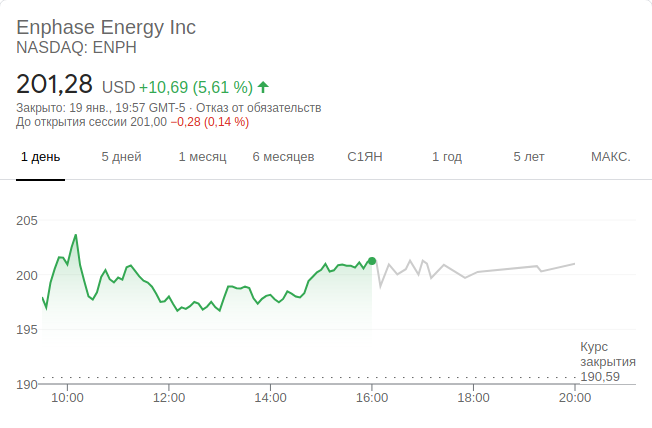 Enphase Energy Inc
NASDAQ: ENPH
201,28 USD +10,69 (5,61 %) ↑
Закрыто: 19 янв., 19:57 GMT-5 · Отказ от обязательств
До открытия сессии 201,00 −0,28 (0,14 %)
1 день 5 дней 1 месяц 6 месяцев С1ЯН 1 год 5 лет МАКС.
205
200
195
Курс
закрытия
190,59
190
10:00 12:00 14:00 16:00 18:00 20:00